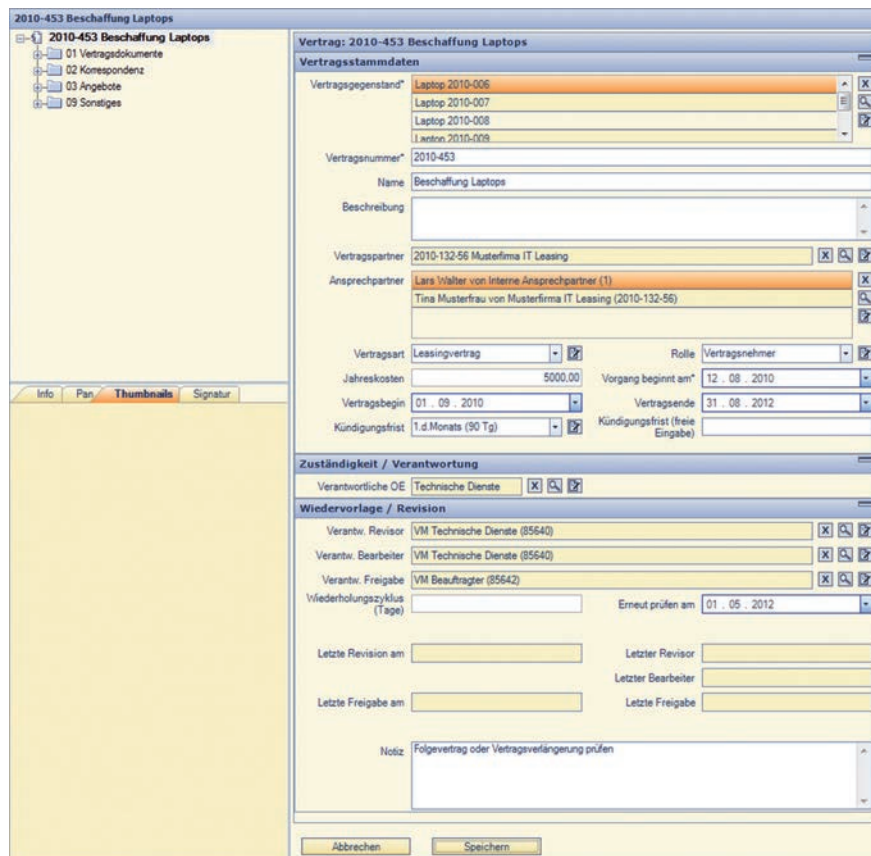 2010-453 Beschaffung Laptops
2010-453 Beschaffung Laptops
01 Vertragsdokumente
02 Korrespondenz
03 Angebote
09 Sonstiges
Info Pan Thumbnails Signatur
Vertrag: 2010-453 Beschaffung Laptops
Vertragsstammdaten
Vertragsgegenstand* Laptop 2010-006
Laptop 2010-007
Laptop 2010-008
Laptop 2010-009
Vertragsnummer* 2010-453
Name Beschaffung Laptops
Beschreibung
Vertragspartner 2010-132-56 Musterfirma IT Leasing X
Ansprechpartner Lars Walter von Interne Ansprechpartner (1) X
Tina Musterfrau von Musterfirma IT Leasing (2010-132-56)
Vertragsart Leasingvertrag Rolle Vertragsnehmer
Jahreskosten 5000,00 Vorgang beginnt am* 12 . 08 . 2010
Vertragsbegin 01 . 09 . 2010 Vertragsende 31 . 08 . 2012
Kündigungsfrist 1.d.Monats (90 Tg) Kündigungsfrist (freie
Eingabe)
Zuständigkeit / Verantwortung
Verantwortliche OE Technische Dienste X
Wiedervorlage / Revision
Verantw. Revisor VM Technische Dienste (85640) X
Verantw. Bearbeiter VM Technische Dienste (85640) X
Verantw. Freigabe VM Beauftragter (85642) X
Wiederholungszyklus
(Tage) Erneut prüfen am 01 . 05 . 2012
Letzte Revision am Letzter Revisor
Letzter Bearbeiter
Letzte Freigabe am Letzte Freigabe
Notiz Folgevertrag oder Vertragsverlängerung prüfen
Abbrechen Speichern